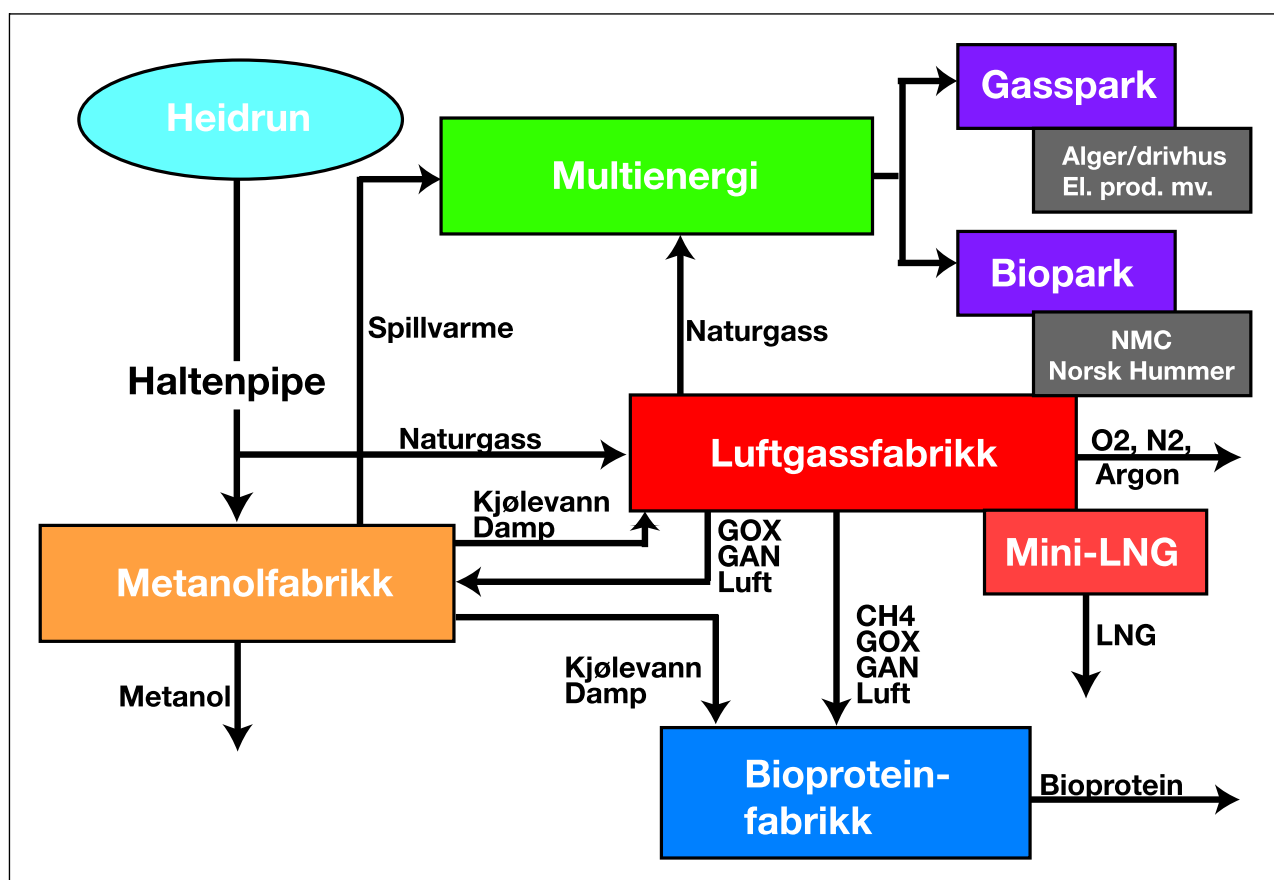 Heidrun
Multienergi
Gasspark
Alger/drivhus
El. prod. mv.
Biopark
NMC
Norsk Hummer
Spillvarme
Naturgass
Haltenpipe
Naturgass
Luftgassfabrikk
O2, N2,
Argon
Kjølevann
Damp
GOX
GAN
Luft
Mini-LNG
Metanolfabrikk
CH4
GOX
GAN
Luft
LNG
Kjølevann
Damp
Metanol
Bioprotein-
fabrikk
Bioprotein